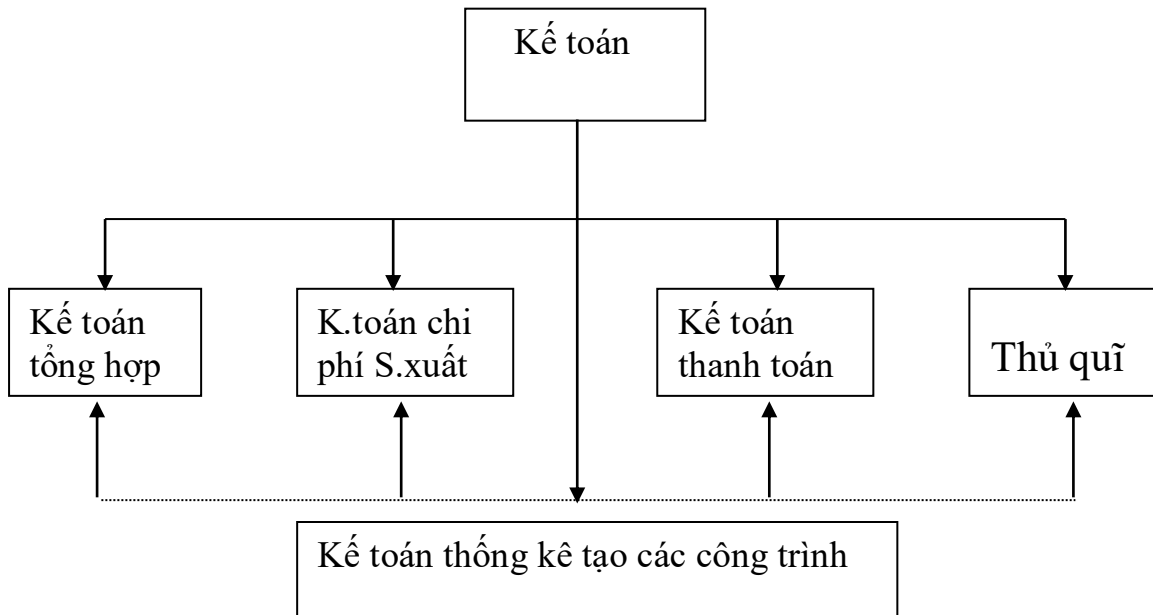 Kế toán
Kế toán
tổng hợp
K.toán chi
phí S.xuất
Kế toán
thanh toán
Thủ quĩ
Kế toán thống kê tạo các công trình